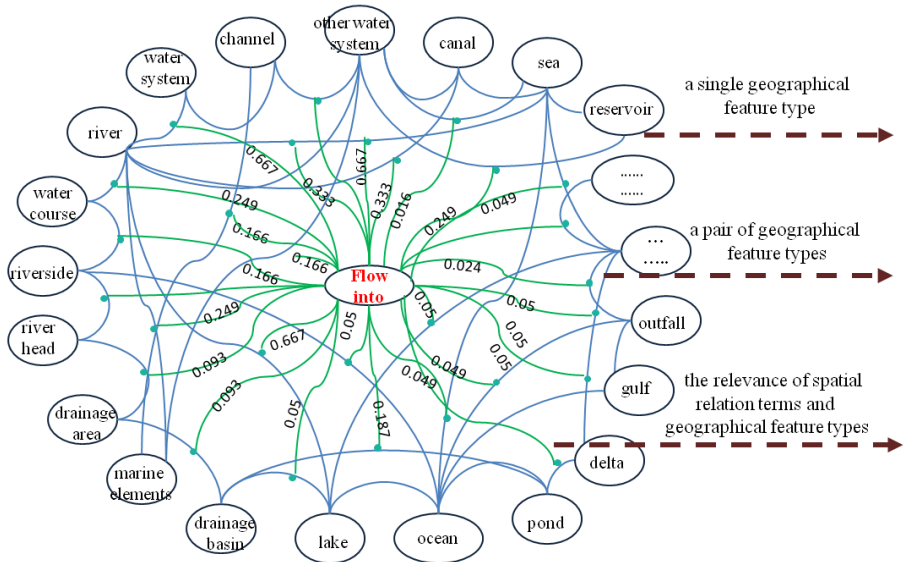 other water
system
channel
canal
sea
water
system
reservoir
river
water
course
riverside
river
head
drainage
area
marine
elements
drainage
basin
lake
ocean
pond
delta
gulf
outfall
...
.....
......
......
Flow
into
0.667
0.333
0.667
0.333
0.016
0.249
0.049
0.249
0.166
0.166
0.166
0.024
0.249
0.05
0.05
0.05
0.05
0.05
0.667
0.093
0.093
0.049
0.049
0.05
0.187
a single geographical
feature type
a pair of geographical
feature types
the relevance of spatial
relation terms and
geographical feature types